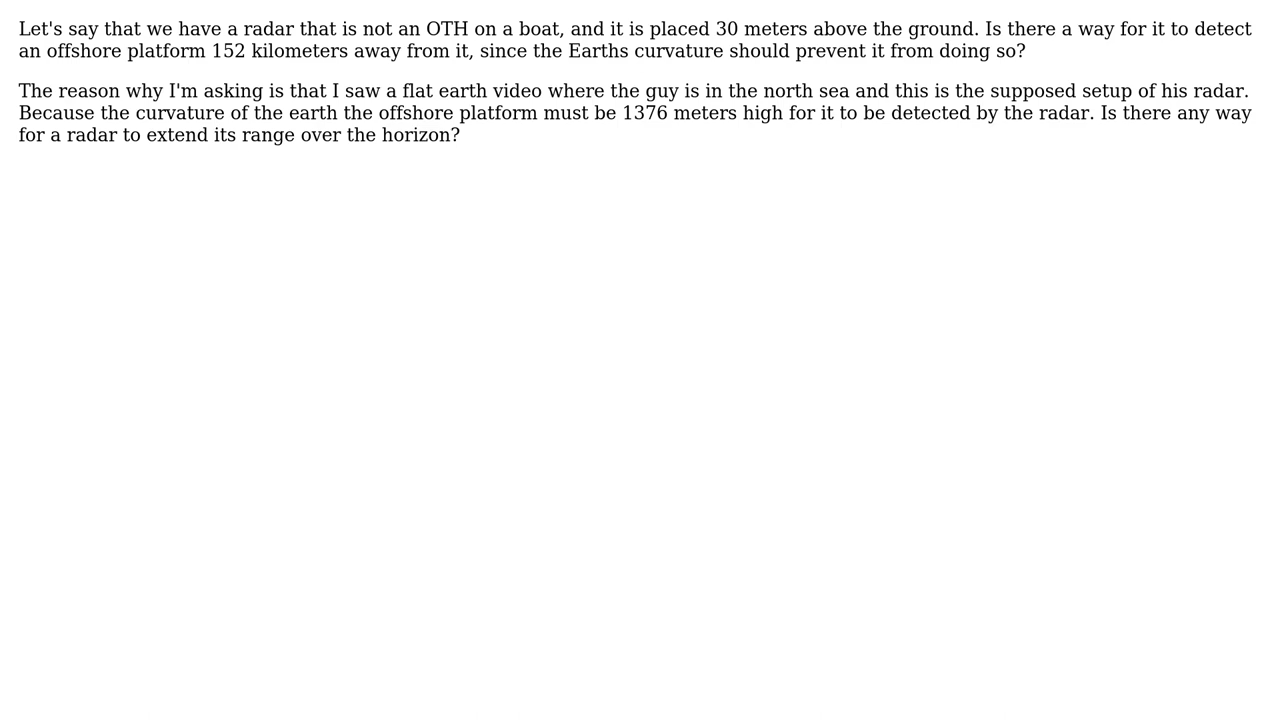 Let's say that we have a radar that is not an OTH on a boat, and it is placed 30 meters above the ground. Is there a way for it to detect
an offshore platform 152 kilometers away from it, since the Earths curvature should prevent it from doing so?
The reason why I'm asking is that I saw a flat earth video where the guy is in the north sea and this is the supposed setup of his radar.
Because the curvature of the earth the offshore platform must be 1376 meters high for it to be detected by the radar. Is there any way
for a radar to extend its range over the horizon?